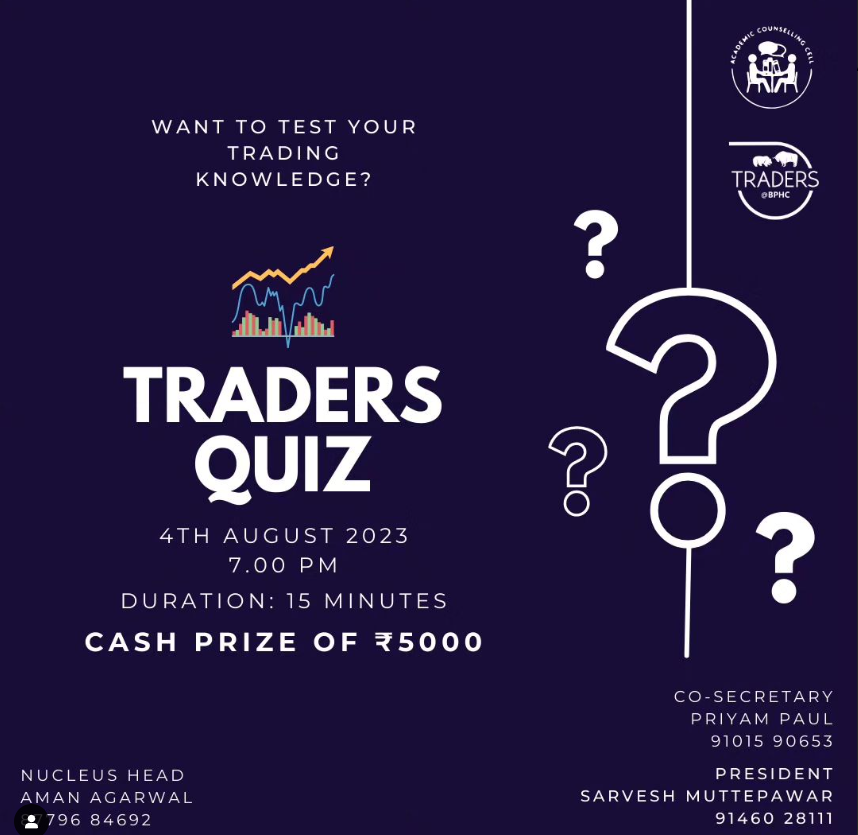 ACADEMIC COUNSELLING CELL
TRADERS
@BPHC
WANT TO TEST YOUR
TRADING
KNOWLEDGE?
TRADERS
QUIZ
4TH AUGUST 2023
7.00 PM
DURATION: 15 MINUTES
CASH PRIZE OF ₹5000
CO-SECRETARY
PRIYAM PAUL
91015 90653
PRESIDENT
SARVESH MUTTEPAWAR
91460 28111
NUCLEUS HEAD
AMAN AGARWAL
84692